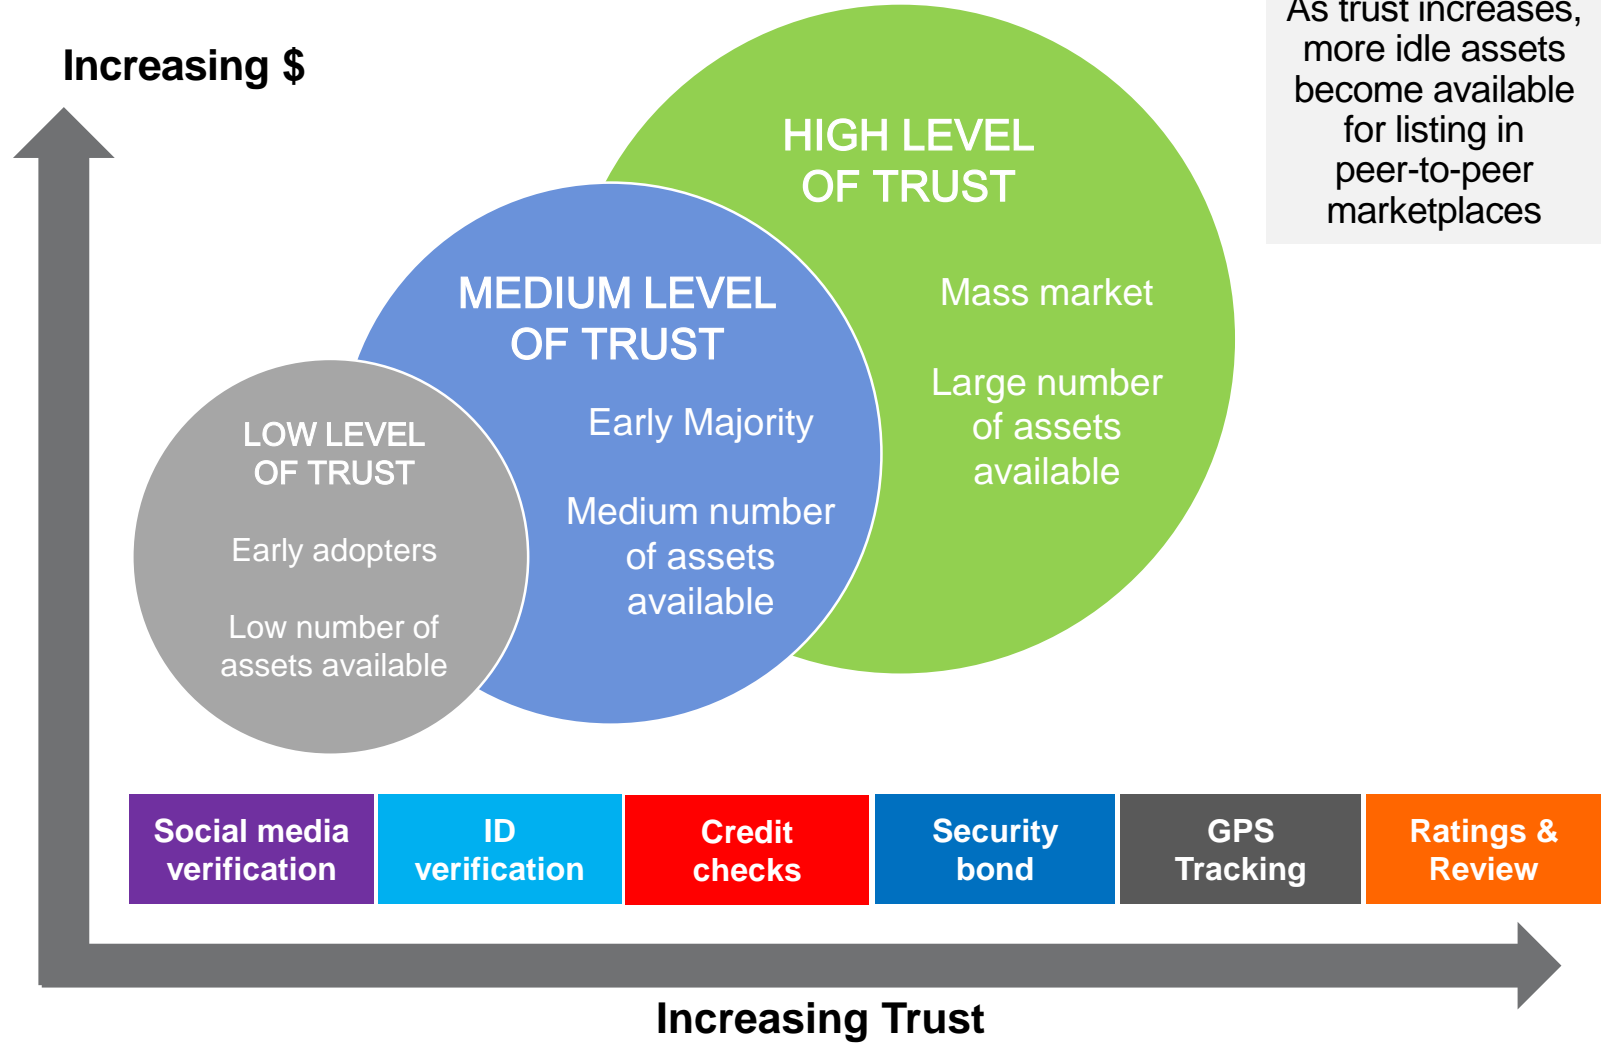 As trust increases,
more idle assets
become available
for listing in
peer-to-peer
marketplaces
Increasing $
HIGH LEVEL
OF TRUST
Mass market
Large number
of assets
available
MEDIUM LEVEL
OF TRUST
Early Majority
Medium number
of assets
available
LOW LEVEL
OF TRUST
Early adopters
Low number of
assets available
Social media
verification
ID
verification
Credit
checks
Security
bond
GPS
Tracking
Ratings &
Review
Increasing Trust